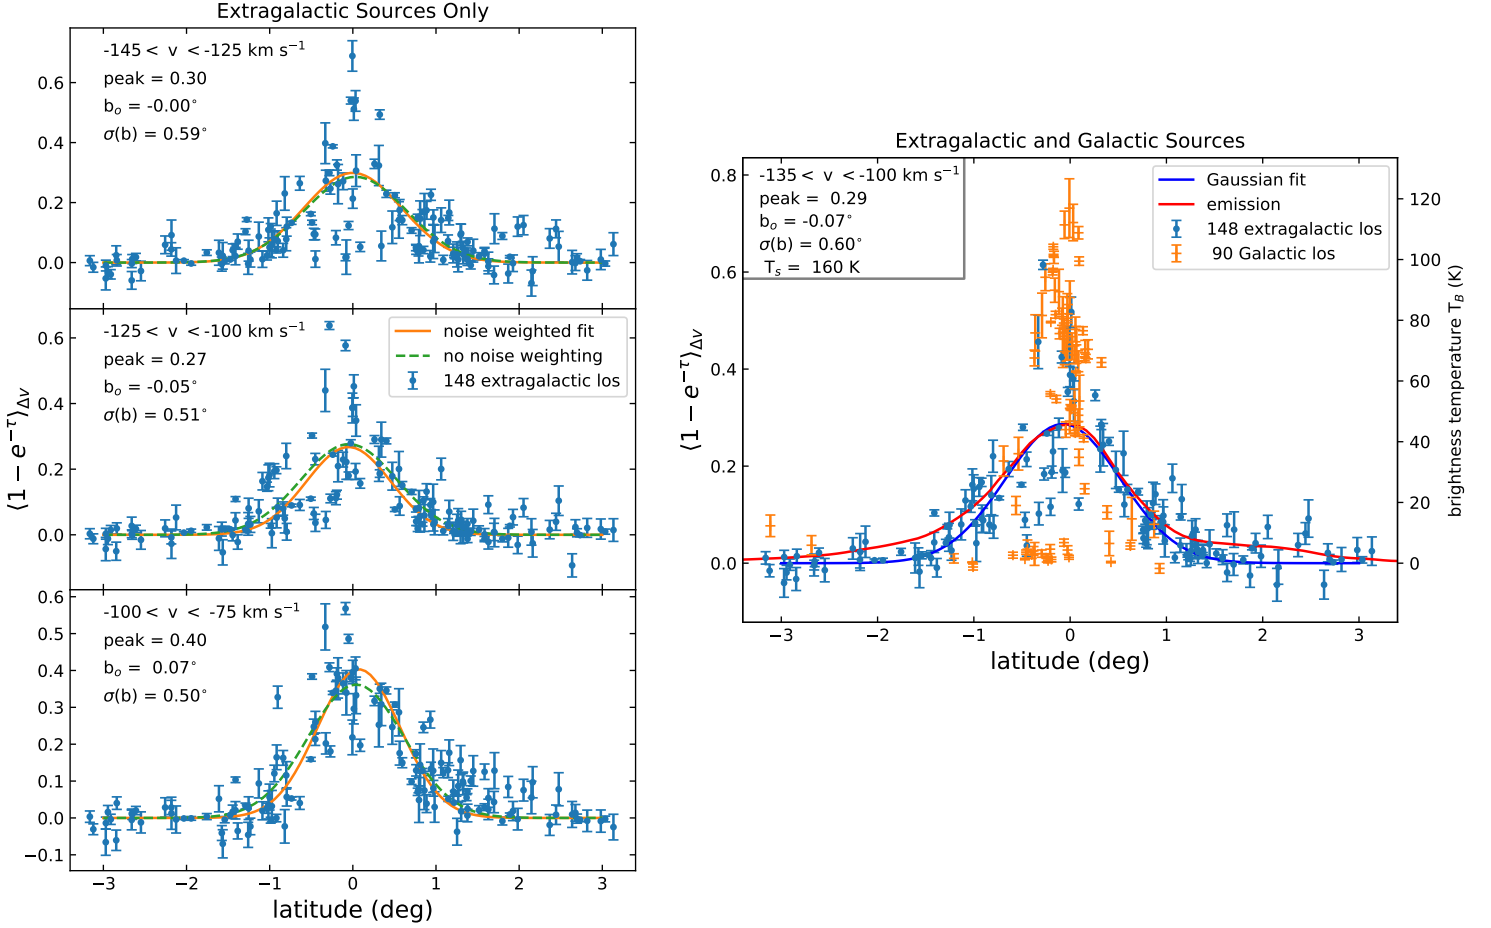 Extragalactic Sources Only
-145 < v < -125 km s⁻¹
peak = 0.30
bₒ = -0.00°
σ(b) = 0.59°
0.6
0.4
0.2
0.0
-125 < v < -100 km s⁻¹
peak = 0.27
bₒ = -0.05°
σ(b) = 0.51°
noise weighted fit
no noise weighting
148 extragalactic los
0.6
0.4
0.2
0.0
⟨1 − e^{−τ}⟩_{Δv}
-100 < v < -75 km s⁻¹
peak = 0.40
bₒ = 0.07°
σ(b) = 0.50°
0.6
0.5
0.4
0.3
0.2
0.1
0.0
−0.1
−3 −2 −1 0 1 2 3
latitude (deg)
Extragalactic and Galactic Sources
-135 < v < -100 km s⁻¹
peak = 0.29
bₒ = -0.07°
σ(b) = 0.60°
Tₛ = 160 K
Gaussian fit
emission
148 extragalactic los
90 Galactic los
0.8
0.6
0.4
0.2
0.0
⟨1 − e^{−τ}⟩_{Δv}
120
100
80
60
40
20
0
brightness temperature T_B (K)
−3 −2 −1 0 1 2 3
latitude (deg)